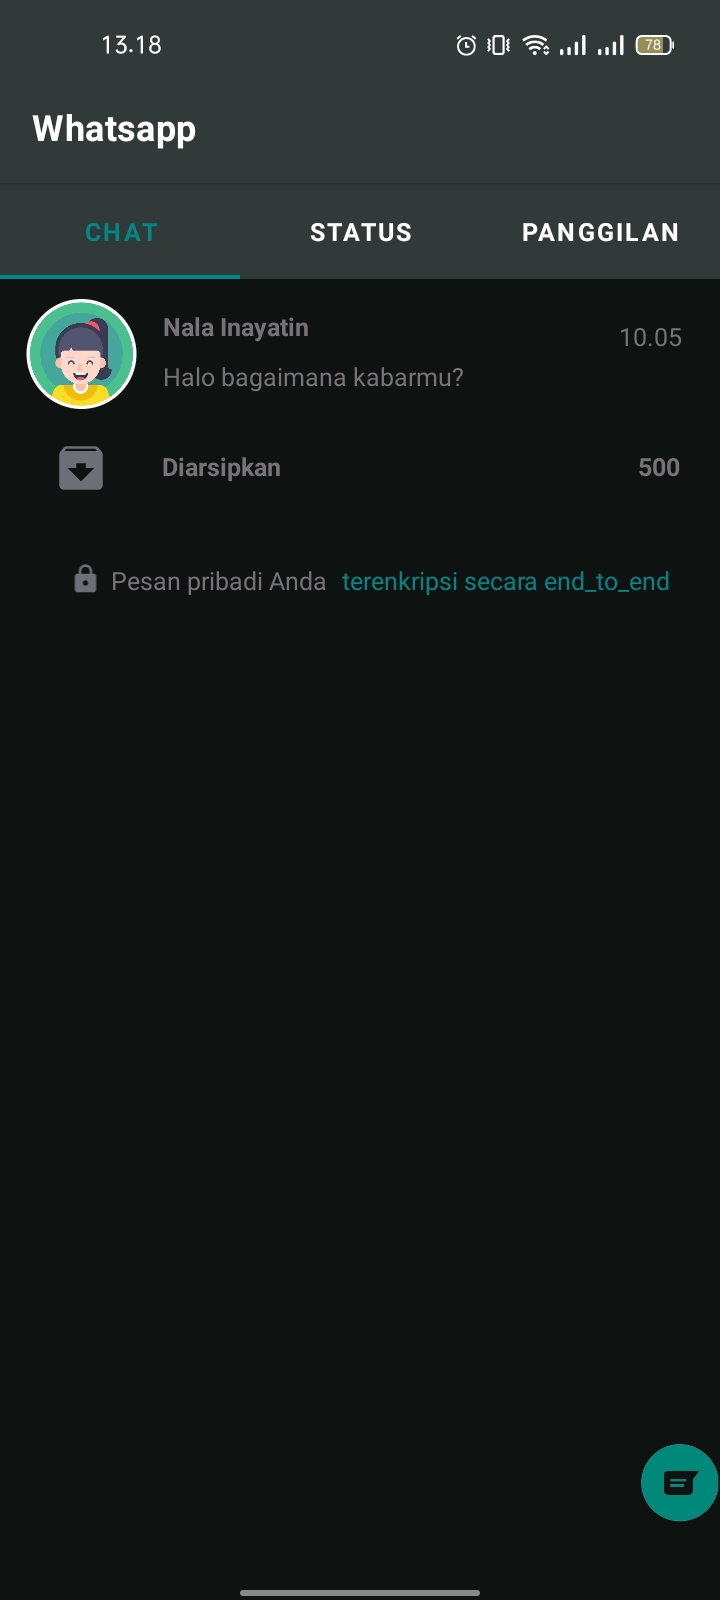 13.18
78
Whatsapp
CHAT STATUS PANGGILAN
Nala Inayatin 10.05
Halo bagaimana kabarmu?
Diarsipkan 500
Pesan pribadi Anda terenkripsi secara end_to_end